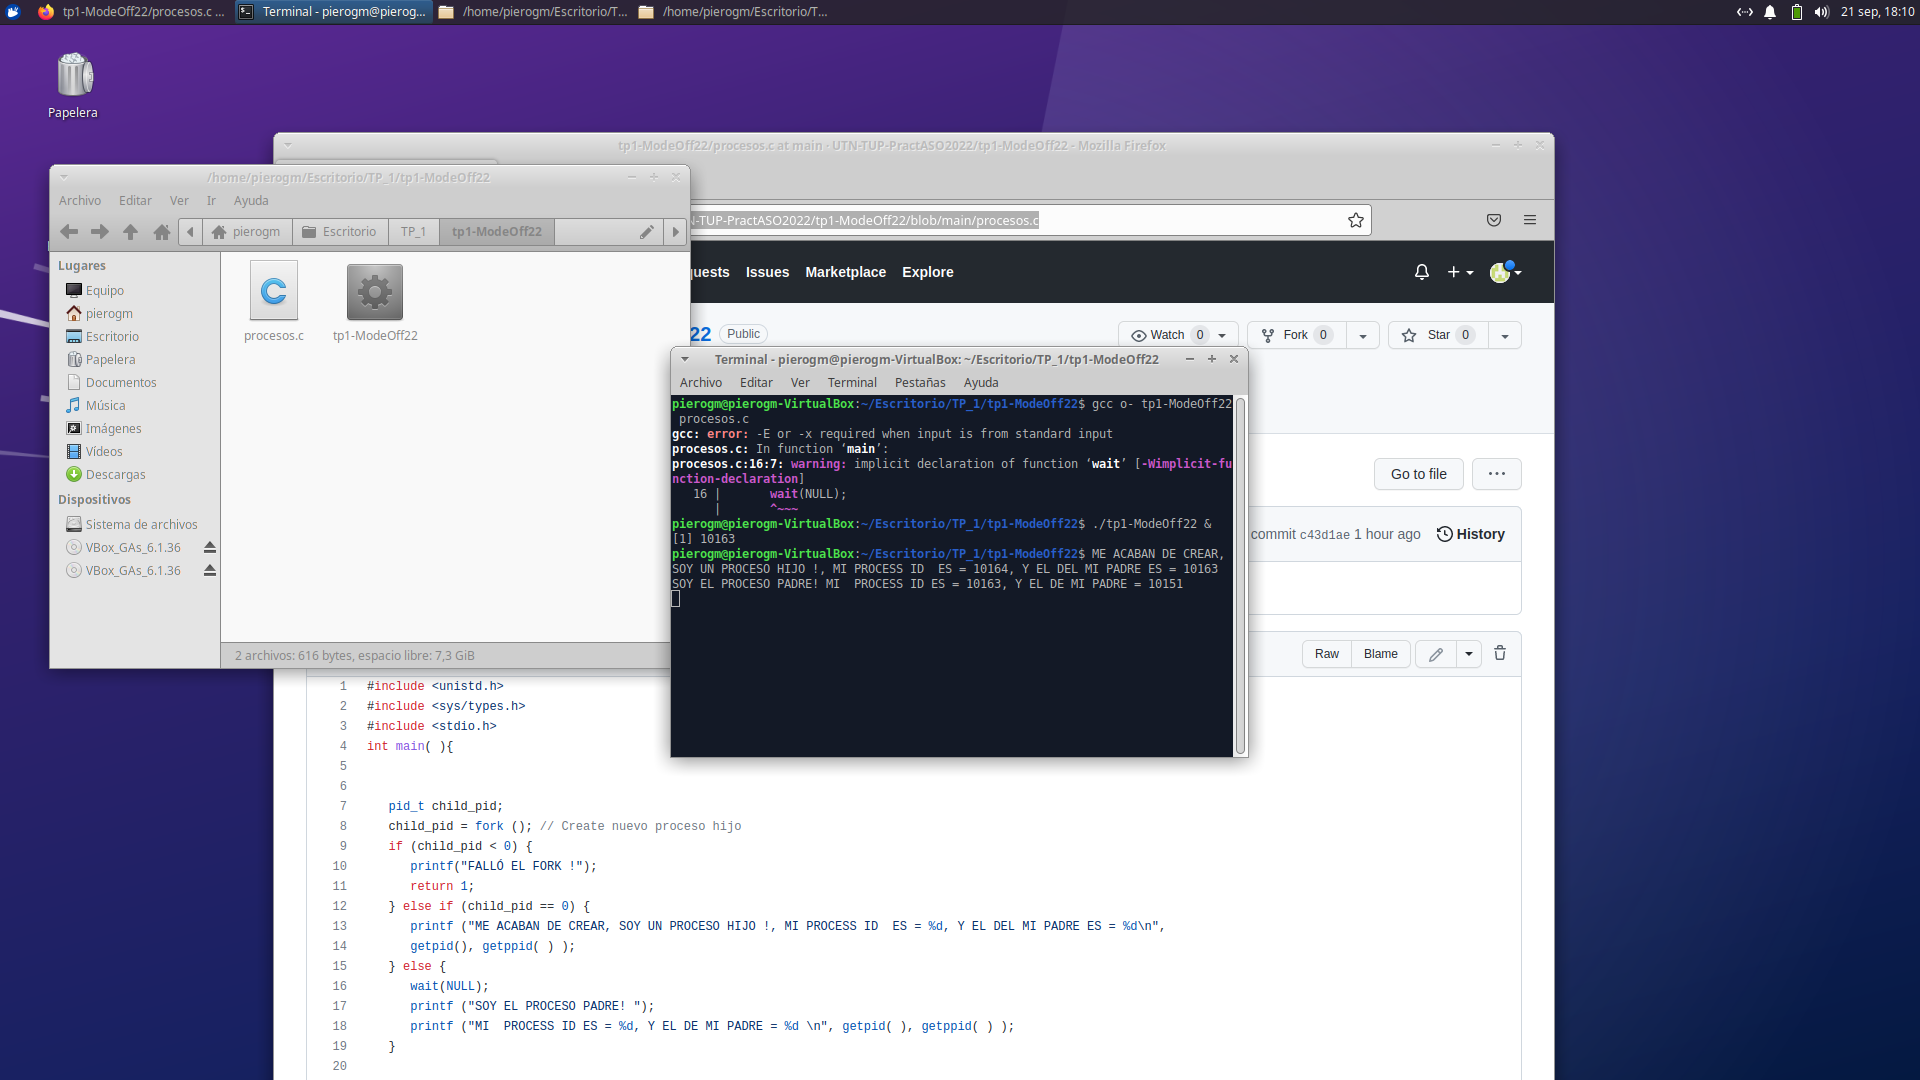 tp1-ModeOff22/procesos.c ...
Terminal - pierogm@pierog...
/home/pierogm/Escritorio/T...
/home/pierogm/Escritorio/T...
21 sep, 18:10
Papelera
tp1-ModeOff22/procesos.c at main · UTN-TUP-PractASO2022/tp1-ModeOff22 - Mozilla Firefox
/home/pierogm/Escritorio/TP_1/tp1-ModeOff22
Archivo Editar Ver Ir Ayuda
pierogm Escritorio TP_1 tp1-ModeOff22
N-TUP-PractASO2022/tp1-ModeOff22/blob/main/procesos.c
Lugares
Equipo
pierogm
Escritorio
Papelera
Documentos
Música
Imágenes
Vídeos
Descargas
Dispositivos
Sistema de archivos
VBox_GAs_6.1.36
VBox_GAs_6.1.36
procesos.c
tp1-ModeOff22
2 archivos: 616 bytes, espacio libre: 7,3 GiB
quests Issues Marketplace Explore
22 Public
Watch 0
Fork 0
Star 0
Go to file
commit c43d1ae 1 hour ago History
Raw Blame
Terminal - pierogm@pierogm-VirtualBox: ~/Escritorio/TP_1/tp1-ModeOff22
Archivo Editar Ver Terminal Pestañas Ayuda
pierogm@pierogm-VirtualBox:~/Escritorio/TP_1/tp1-ModeOff22$ gcc o- tp1-ModeOff22
procesos.c
gcc: error: -E or -x required when input is from standard input
procesos.c: In function ‘main’:
procesos.c:16:7: warning: implicit declaration of function ‘wait’ [-Wimplicit-fu
nction-declaration]
16 | wait(NULL);
| ^~~~
pierogm@pierogm-VirtualBox:~/Escritorio/TP_1/tp1-ModeOff22$ ./tp1-ModeOff22 &
[1] 10163
pierogm@pierogm-VirtualBox:~/Escritorio/TP_1/tp1-ModeOff22$ ME ACABAN DE CREAR,
SOY UN PROCESO HIJO !, MI PROCESS ID  ES = 10164, Y EL DEL MI PADRE ES = 10163
SOY EL PROCESO PADRE! MI  PROCESS ID ES = 10163, Y EL DE MI PADRE = 10151
1 #include <unistd.h>
2 #include <sys/types.h>
3 #include <stdio.h>
4 int main( ){
5
6
7 pid_t child_pid;
8 child_pid = fork (); // Create nuevo proceso hijo
9 if (child_pid < 0) {
10 printf("FALLÓ EL FORK !");
11 return 1;
12 } else if (child_pid == 0) {
13 printf ("ME ACABAN DE CREAR, SOY UN PROCESO HIJO !, MI PROCESS ID  ES = %d, Y EL DEL MI PADRE ES = %d\n",
14 getpid(), getppid( ) );
15 } else {
16 wait(NULL);
17 printf ("SOY EL PROCESO PADRE! ");
18 printf ("MI  PROCESS ID ES = %d, Y EL DE MI PADRE = %d \n", getpid( ), getppid( ) );
19 }
20